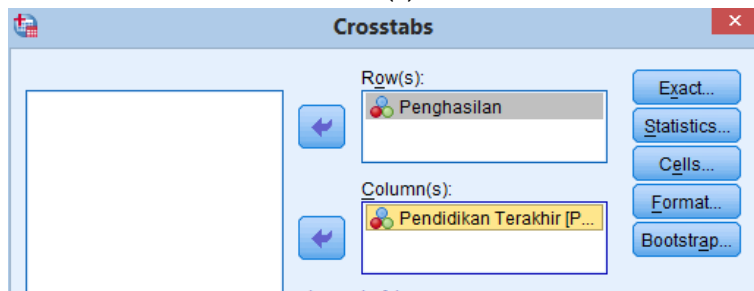 Crosstabs
Row(s):
Penghasilan
Column(s):
Pendidikan Terakhir [P...
Exact...
Statistics...
Cells...
Format...
Bootstrap...